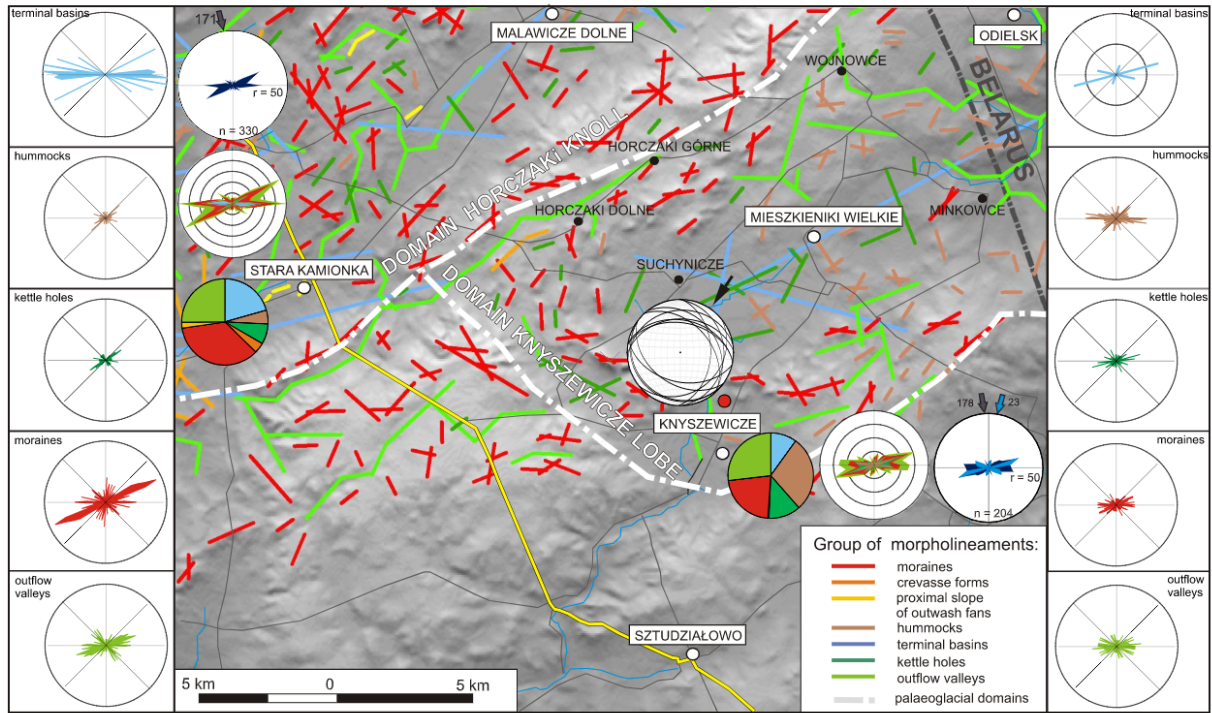 terminal basins
171
r = 50
n = 330
MALAWICZE DOLNE
ODIELSK
terminal basins
WOJNOWCE
BELARUS
hummocks
HORCZAKI GÓRNE
DOMAIN HORCZAKi KNOLL
hummocks
HORCZAKI DOLNE
MIESZKIENIKI WIELKIE
MINKOWCE
STARA KAMIONKA
SUCHYNICZE
kettle holes
DOMAIN KNYSZEWICZE LOBE
kettle holes
178
23
moraines
KNYSZEWICZE
r = 50
n = 204
moraines
Group of morpholineaments:
moraines
crevasse forms
proximal slope
of outwash fans
hummocks
terminal basins
kettle holes
outflow valleys
palaeoglacial domains
outflow
valleys
outflow
valleys
SZTUDZIAŁOWO
5 km
0
5 km